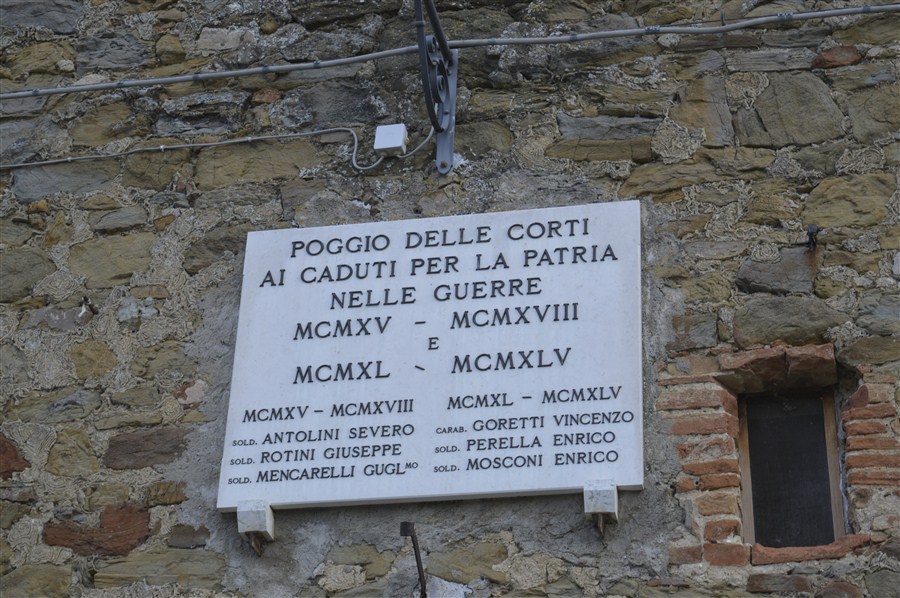 POGGIO DELLE CORTI
AI CADUTI PER LA PATRIA
NELLE GUERRE
MCMXV - MCMXVIII
E
MCMXL - MCMXLV
MCMXV - MCMXVIII
SOLD. ANTOLINI SEVERO
SOLD. ROTINI GIUSEPPE
SOLD. MENCARELLI GUGL.MO
MCMXL - MCMXLV
CARAB. GORETTI VINCENZO
SOLD. PERELLA ENRICO
SOLD. MOSCONI ENRICO